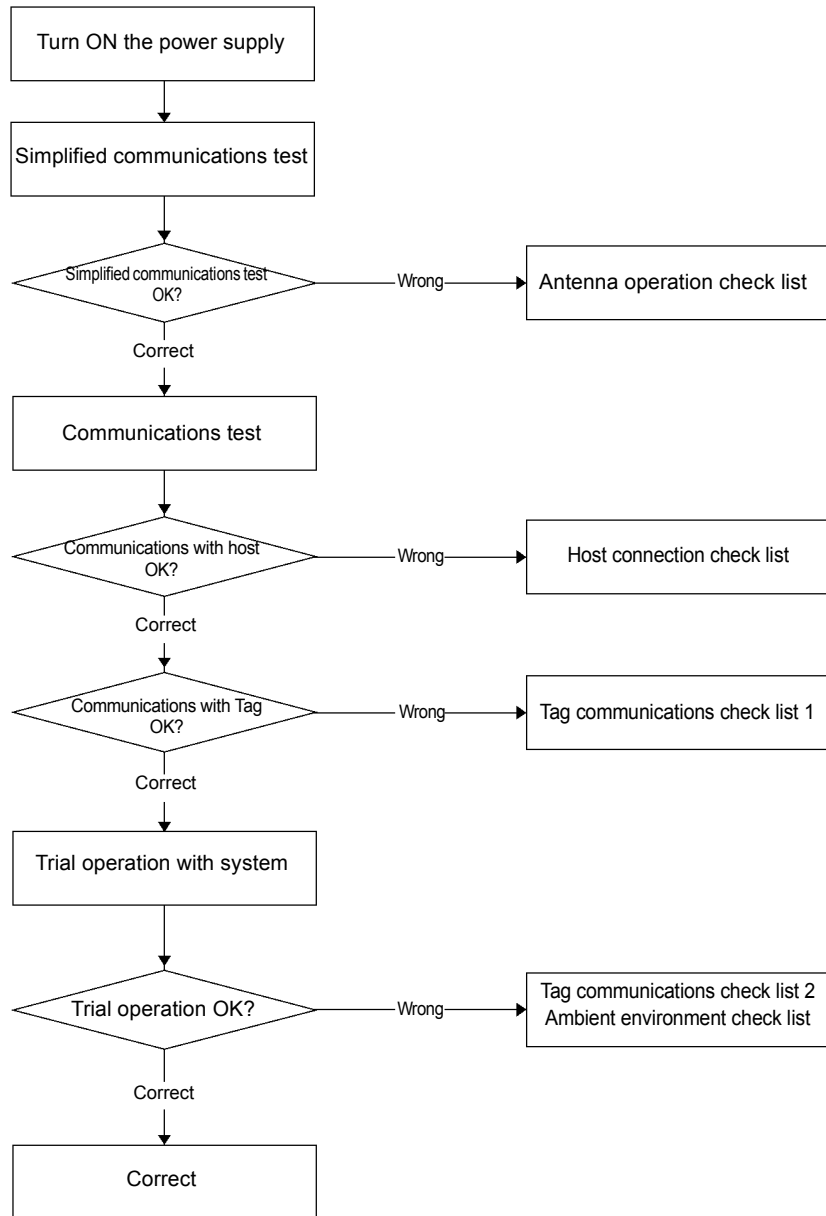 Turn ON the power supply
Simplified communications test
Simplified communications test
OK?
Wrong
Antenna operation check list
Correct
Communications test
Communications with host
OK?
Wrong
Host connection check list
Correct
Communications with Tag
OK?
Wrong
Tag communications check list 1
Correct
Trial operation with system
Trial operation OK?
Wrong
Tag communications check list 2
Ambient environment check list
Correct
Correct